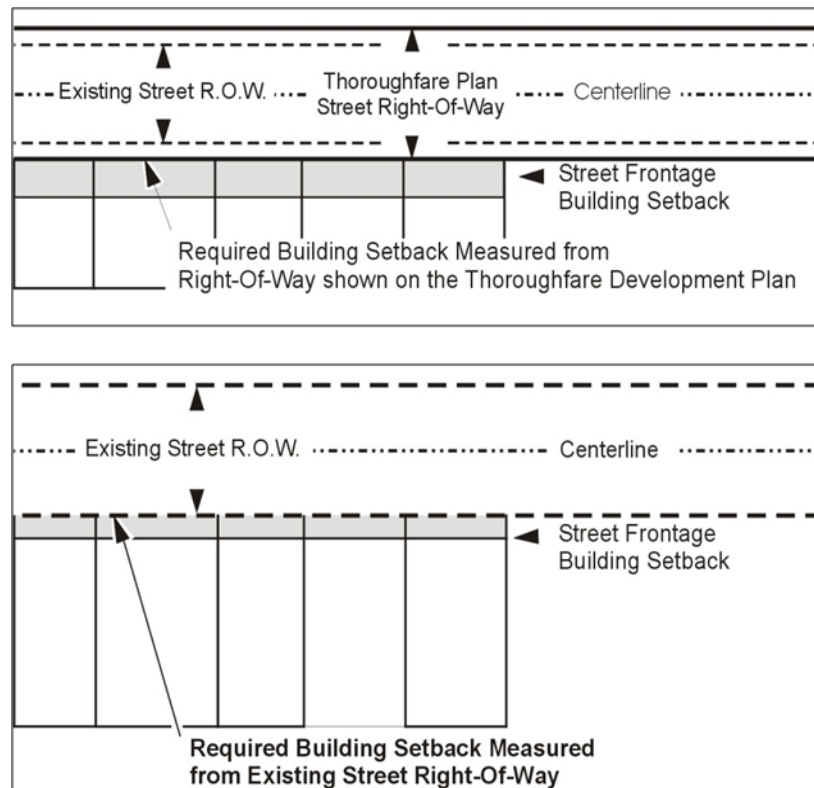 Existing Street R.O.W.
Thoroughfare Plan
Street Right-Of-Way
Centerline
Street Frontage
Building Setback
Required Building Setback Measured from
Right-Of-Way shown on the Thoroughfare Development Plan
Existing Street R.O.W.
Centerline
Street Frontage
Building Setback
Required Building Setback Measured
from Existing Street Right-Of-Way